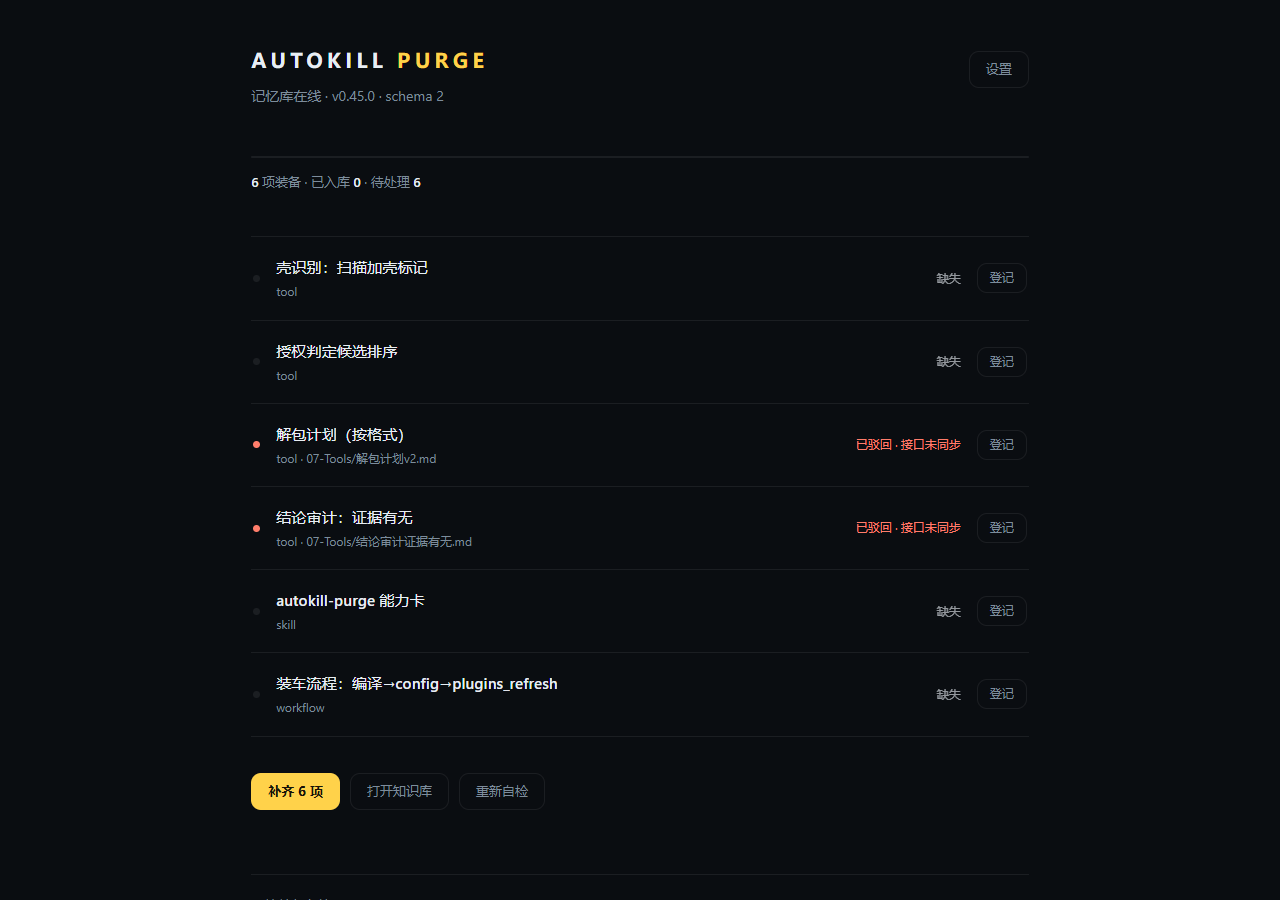 AUTOKILL PURGE
设置
记忆库在线 · v0.45.0 · schema 2
6 项装备 · 已入库 0 · 待处理 6
壳识别：扫描加壳标记
tool
缺失
登记
授权判定候选排序
tool
缺失
登记
解包计划（按格式）
tool · 07-Tools/解包计划v2.md
已驳回 · 接口未同步
登记
结论审计：证据有无
tool · 07-Tools/结论审计证据有无.md
已驳回 · 接口未同步
登记
autokill-purge 能力卡
skill
缺失
登记
装车流程：编译→config→plugins_refresh
workflow
缺失
登记
补齐 6 项
打开知识库
重新自检